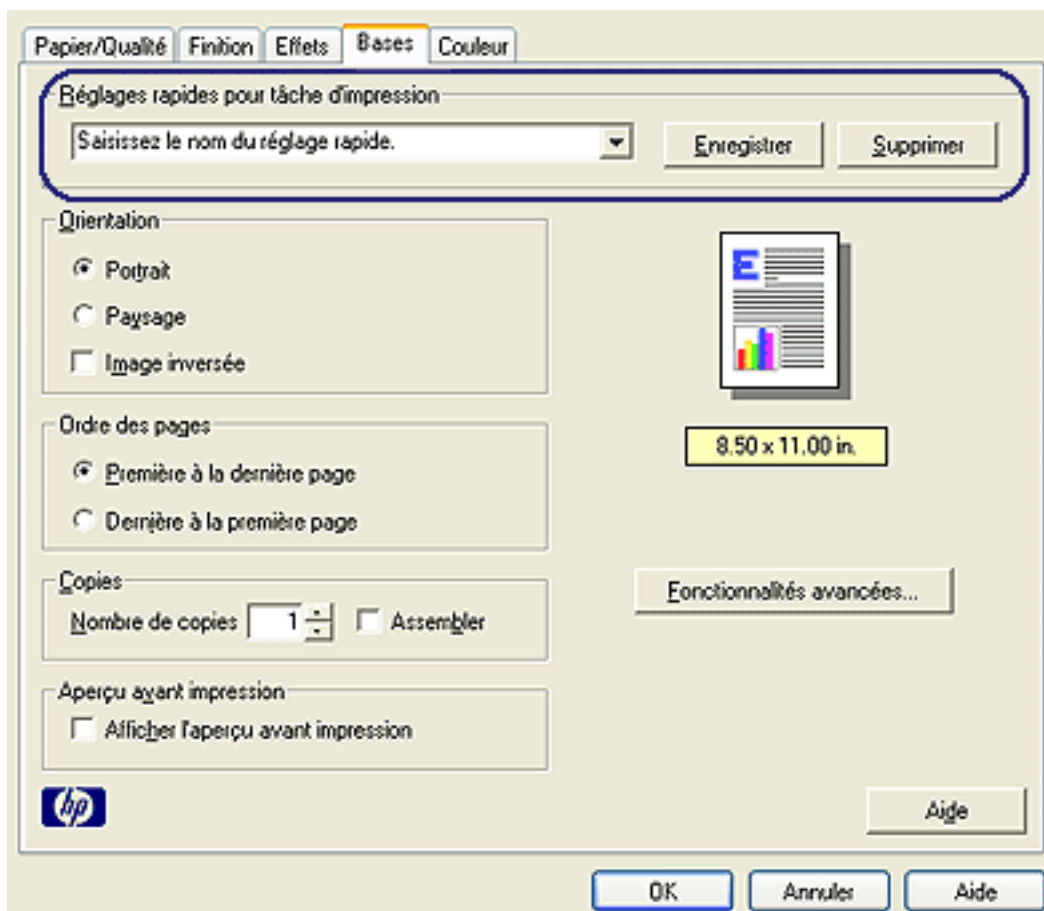 Papier/Qualité Finition Effets Bases Couleur
Réglages rapides pour tâche d'impression
Saisissez le nom du réglage rapide. Enregistrer Supprimer
Orientation
Portrait
Paysage
Image inversée
E
8.50 x 11.00 in.
Ordre des pages
Première à la dernière page
Dernière à la première page
Copies
Nombre de copies 1 Assembler
Fonctionnalités avancées...
Aperçu avant impression
Afficher l'aperçu avant impression
hp
Aide
OK Annuler Aide